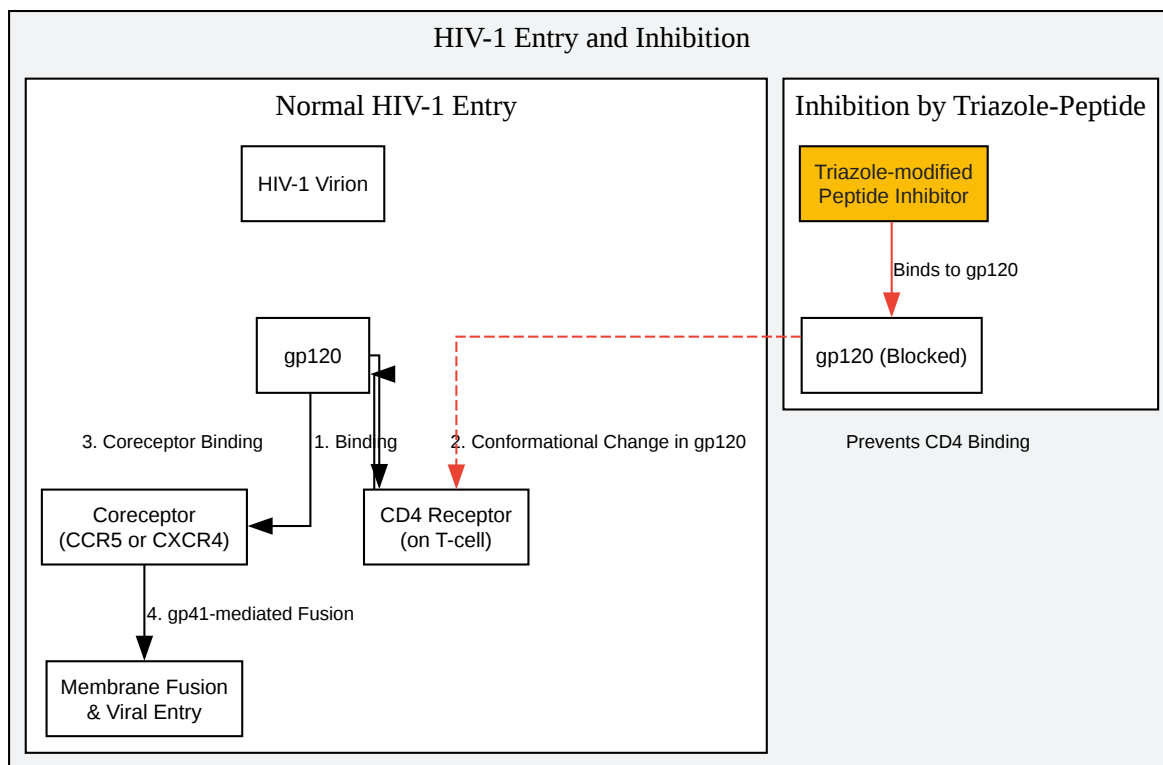 HIV-1 Entry and Inhibition
Normal HIV-1 Entry
HIV-1 Virion
gp120
3. Coreceptor Binding
1. Binding
2. Conformational Change in gp120
Coreceptor
(CCR5 or CXCR4)
CD4 Receptor
(on T-cell)
4. gp41-mediated Fusion
Membrane Fusion
& Viral Entry
Inhibition by Triazole-Peptide
Triazole-modified
Peptide Inhibitor
Binds to gp120
gp120 (Blocked)
Prevents CD4 Binding